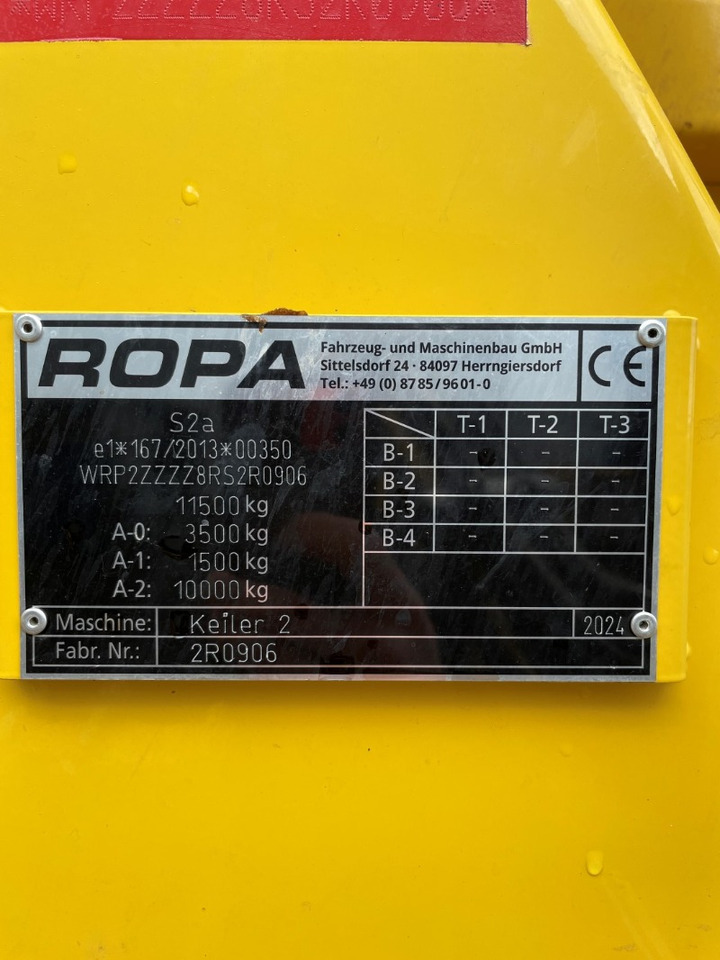 ROPA
Fahrzeug- und Maschinenbau GmbH
Sittelsdorf 24 · 84097 Herrngiersdorf
Tel.: +49 (0) 87 85 / 96 01-0
CE
S2a
e1*167/2013*00350
WRP2ZZZZ8RS2R0906
11500 kg
A-0: 3500 kg
A-1: 1500 kg
A-2: 10000 kg
T-1 T-2 T-3
B-1 - - -
B-2 - - -
B-3 - - -
B-4 - - -
Maschine: Keiler 2 2024
Fabr. Nr.: 2R0906